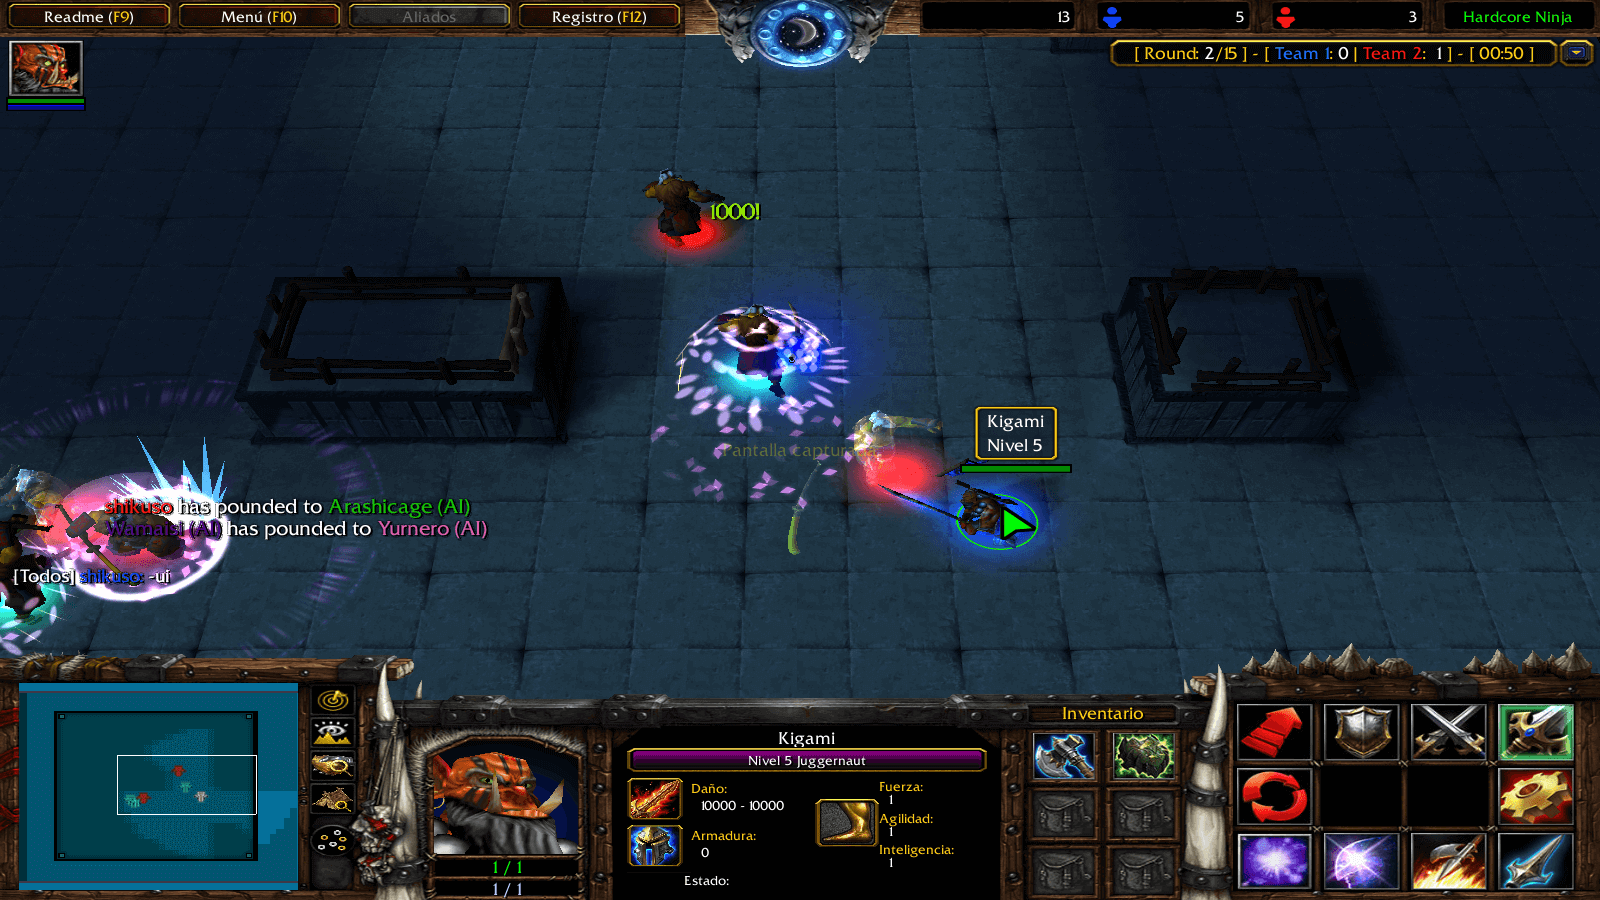 Readme (F9)
Menú (F10)
Aliados
Registro (F12)
13
5
3
Hardcore Ninja
[ Round: 2/15 ] - [ Team 1: 0 | Team 2: 1 ] - [ 00:50 ]
1000!
Kigami
Nivel 5
Pantalla capturada
shikuso has pounded to Arashicage (AI)
Wamaisi (AI) has pounded to Yurnero (AI)
[Todos] shikuso: -ui
Inventario
Kigami
Nivel 5 Juggernaut
Daño:
10000 - 10000
Armadura:
0
Estado:
Fuerza:
1
Agilidad:
1
Inteligencia:
1
1 / 1
1 / 1